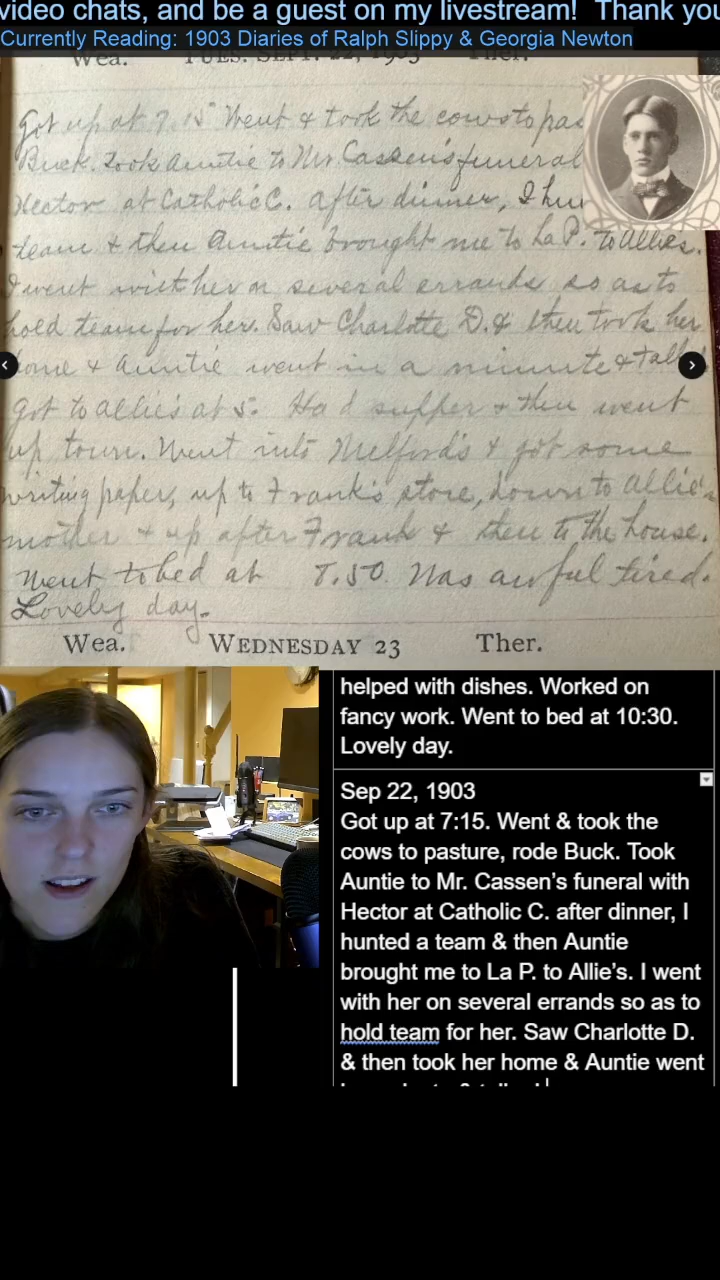 video chats, and be a guest on my livestream! Thank you
Currently Reading: 1903 Diaries of Ralph Slippy & Georgia Newton
Wea. TUES. SEPT. 22, 1903 Ther.
Got up at 7.15 Went & took the cows to pas
Buck. Took Auntie to Mr. Cassen's funeral
Hector at Catholic C. after dinner, I hu
team & then Auntie brought me to La P. to Allies.
I went with her on several errands so as to
hold team for her. Saw Charlotte D. & then took her
home & Auntie went in a minute & talk
Got to Allie's at 5. Had supper & then went
up town. Went into Melford's & got some
writing paper, up to Frank's store, down to Allie's
mother & up after Frank & then to the house.
Went to bed at 8.50. Was awful tired.
Lovely day.
Wea. WEDNESDAY 23 Ther.
helped with dishes. Worked on
fancy work. Went to bed at 10:30.
Lovely day.
Sep 22, 1903
Got up at 7:15. Went & took the
cows to pasture, rode Buck. Took
Auntie to Mr. Cassen’s funeral with
Hector at Catholic C. after dinner, I
hunted a team & then Auntie
brought me to La P. to Allie’s. I went
with her on several errands so as to
hold team for her. Saw Charlotte D.
& then took her home & Auntie went